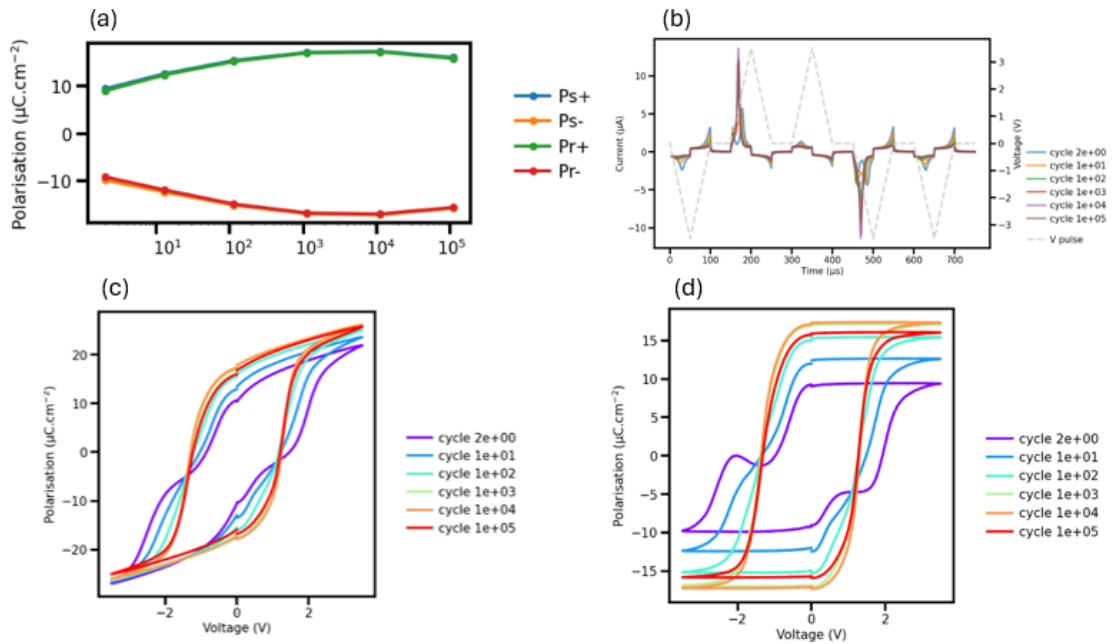 (a)
Polarisation (μC.cm⁻²)
10
0
−10
10¹ 10² 10³ 10⁴ 10⁵
Ps+
Ps-
Pr+
Pr-
(b)
Current (μA)
10
5
0
−5
−10
0 100 200 300 400 500 600 700
Time (μs)
3
2
1
0
−1
−2
−3
Voltage (V)
cycle 2e+00
cycle 1e+01
cycle 1e+02
cycle 1e+03
cycle 1e+04
cycle 1e+05
V pulse
(c)
Polarisation (μC.cm⁻²)
20
10
0
−10
−20
−2 0 2
Voltage (V)
cycle 2e+00
cycle 1e+01
cycle 1e+02
cycle 1e+03
cycle 1e+04
cycle 1e+05
(d)
Polarisation (μC.cm⁻²)
15
10
5
0
−5
−10
−15
−2 0 2
Voltage (V)
cycle 2e+00
cycle 1e+01
cycle 1e+02
cycle 1e+03
cycle 1e+04
cycle 1e+05